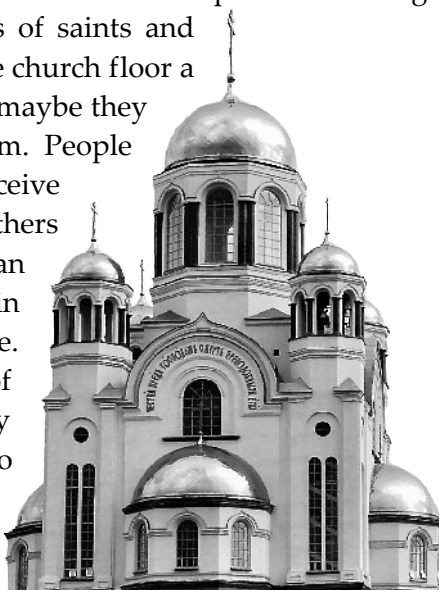 s of saints and
e church floor a
maybe they
m. People
ceive
thers
an
in
e.
of
y
o